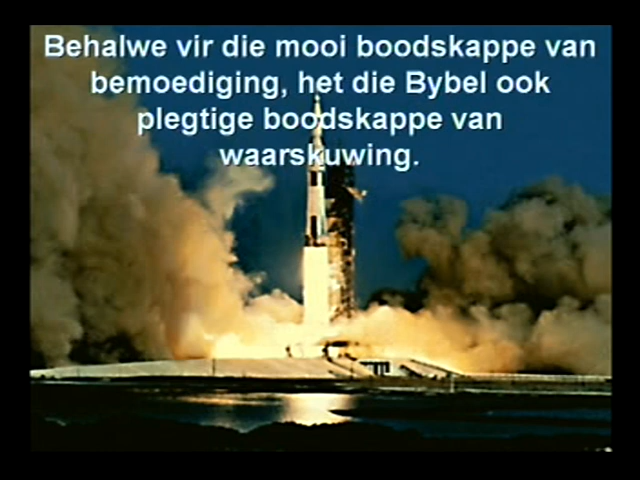 Behalwe vir die mooi boodskappe van
bemoediging, het die Bybel ook
plegtige boodskappe van
waarskuwing.